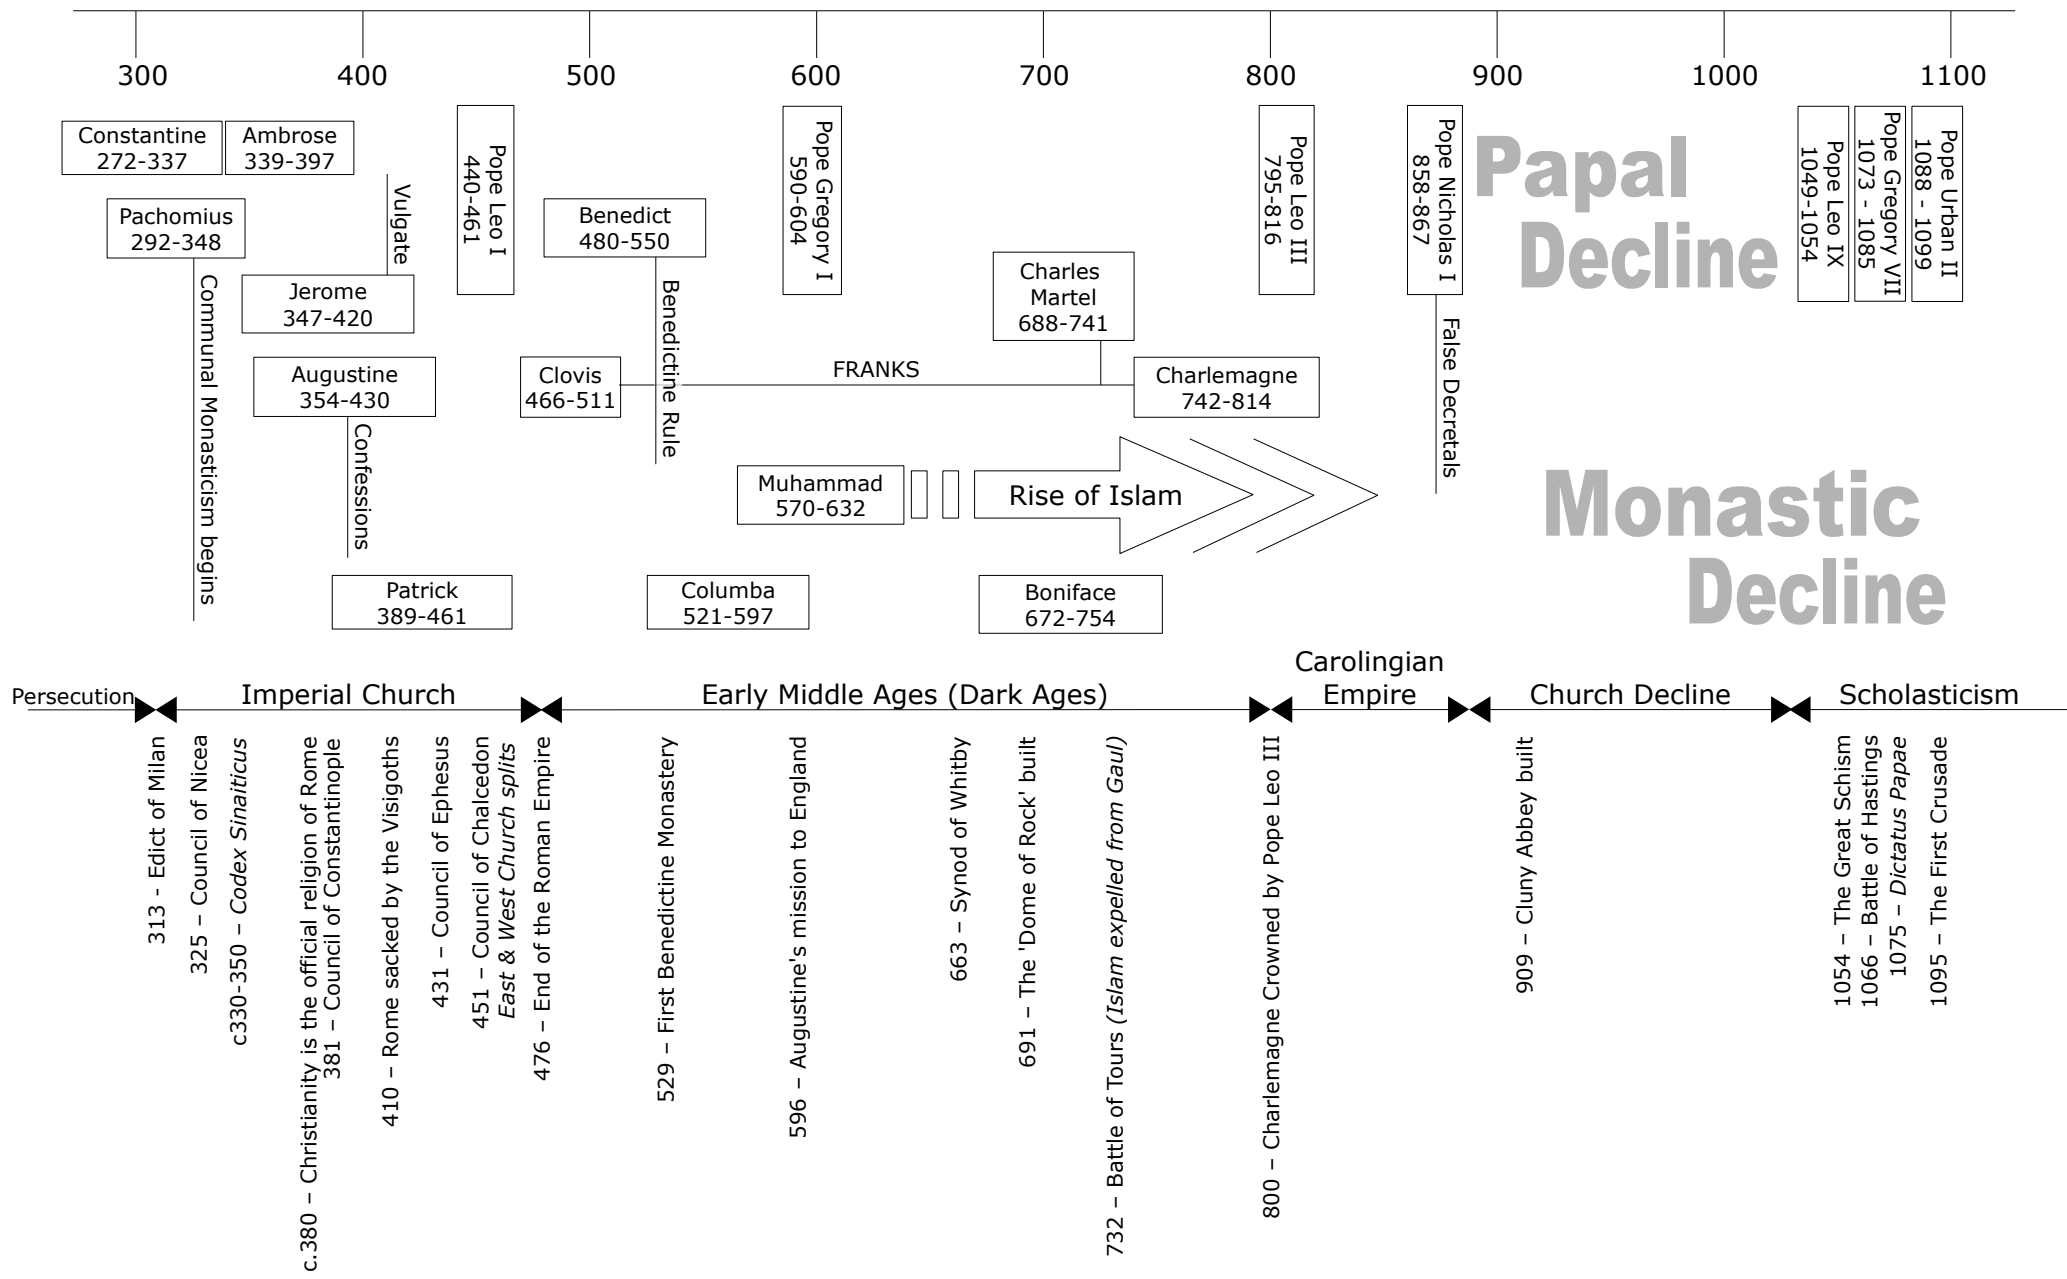 300 400 500 600 700 800 900 1000 1100
Constantine
272-337
Ambrose
339-397
Pope Leo I
440-461
Pope Gregory I
590-604
Pope Leo III
795-816
Pope Nicholas I
858-867
Papal
Decline
Pope Leo IX
1049-1054
Pope Gregory VII
1073 - 1085
Pope Urban II
1088 - 1099
Pachomius
292-348
Vulgate
Benedict
480-550
Charles
Martel
688-741
Communal Monasticism begins
Jerome
347-420
Benedictine Rule
False Decretals
Augustine
354-430
Clovis
466-511
FRANKS
Charlemagne
742-814
Confessions
Muhammad
570-632
Rise of Islam
Monastic
Decline
Patrick
389-461
Columba
521-597
Boniface
672-754
Persecution
Imperial Church
Early Middle Ages (Dark Ages)
Carolingian
Empire
Church Decline
Scholasticism
313 - Edict of Milan
325 – Council of Nicea
c330-350 – Codex Sinaiticus
c.380 – Christianity is the official religion of Rome
381 – Council of Constantinople
410 – Rome sacked by the Visigoths
431 – Council of Ephesus
451 – Council of Chalcedon
East & West Church splits
476 – End of the Roman Empire
529 – First Benedictine Monastery
596 – Augustine's mission to England
663 – Synod of Whitby
691 – The 'Dome of Rock' built
732 – Battle of Tours (Islam expelled from Gaul)
800 – Charlemagne Crowned by Pope Leo III
909 – Cluny Abbey built
1054 – The Great Schism
1066 – Battle of Hastings
1075 – Dictatus Papae
1095 – The First Crusade